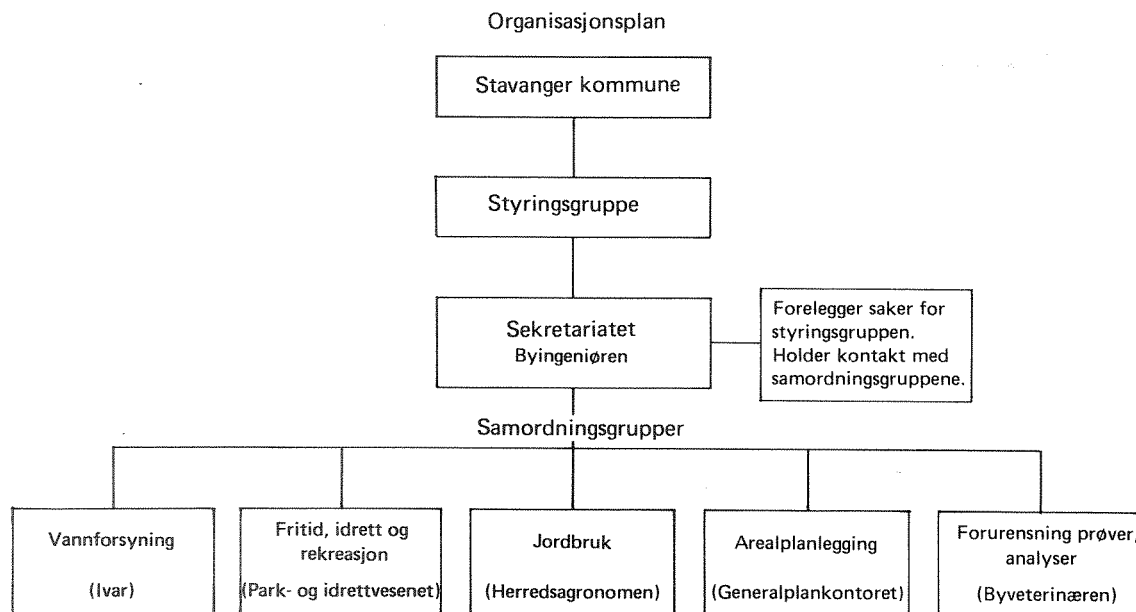 Organisasjonsplan
Stavanger kommune
Styringsgruppe
Sekretariatet
Byingeniøren
Forelegger saker for
styringsgruppen.
Holder kontakt med
samordningsgruppene.
Samordningsgrupper
Vannforsyning
(Ivar)
Fritid, idrett og
rekreasjon
(Park- og idrettvesenet)
Jordbruk
(Herredsagronomen)
Arealplanlegging
(Generalplankontoret)
Forurensning prøver,
analyser
(Byveterinæren)